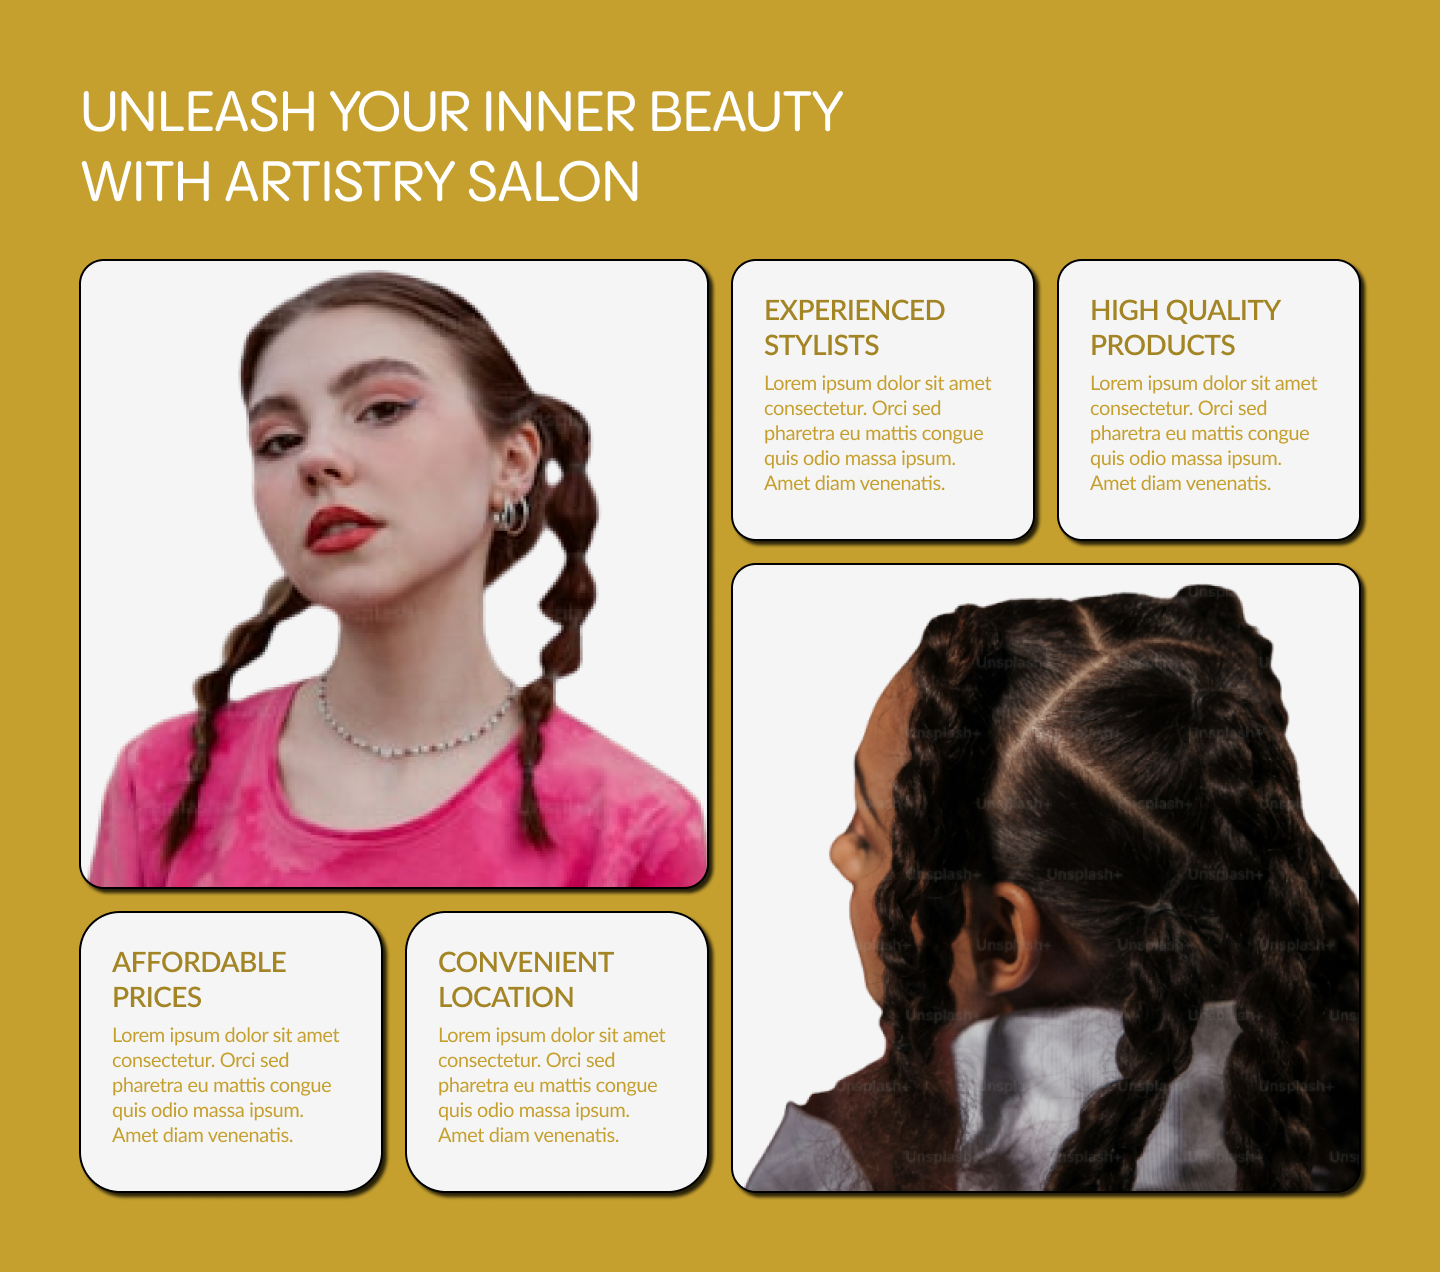 UNLEASH YOUR INNER BEAUTY
WITH ARTISTRY SALON
EXPERIENCED
STYLISTS
Lorem ipsum dolor sit amet
consectetur. Orci sed
pharetra eu mattis congue
quis odio massa ipsum.
Amet diam venenatis.
HIGH QUALITY
PRODUCTS
Lorem ipsum dolor sit amet
consectetur. Orci sed
pharetra eu mattis congue
quis odio massa ipsum.
Amet diam venenatis.
AFFORDABLE
PRICES
Lorem ipsum dolor sit amet
consectetur. Orci sed
pharetra eu mattis congue
quis odio massa ipsum.
Amet diam venenatis.
CONVENIENT
LOCATION
Lorem ipsum dolor sit amet
consectetur. Orci sed
pharetra eu mattis congue
quis odio massa ipsum.
Amet diam venenatis.
Unsplash+